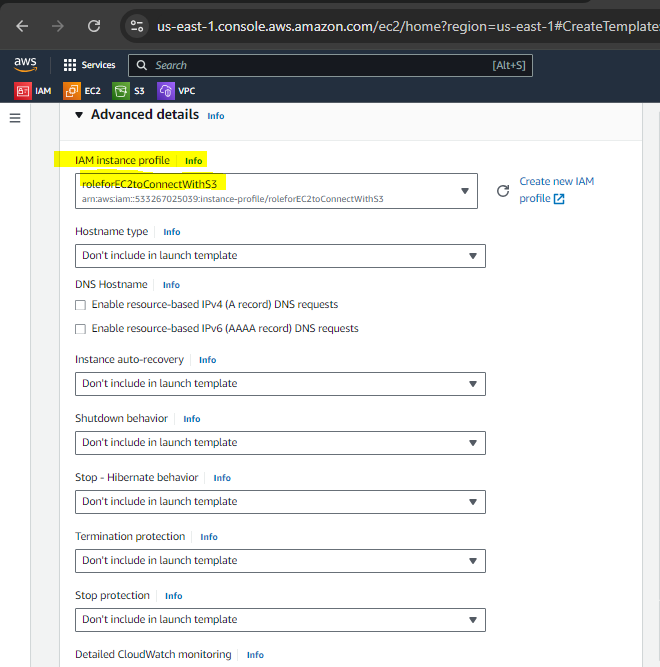 us-east-1.console.aws.amazon.com/ec2/home?region=us-east-1#CreateTemplate:
aws Services Search [Alt+S]
IAM EC2 S3 VPC
Advanced details Info
IAM instance profile Info
roleforEC2toConnectWithS3
arn:aws:iam::533267025039:instance-profile/roleforEC2toConnectWithS3
Create new IAM
profile
Hostname type Info
Don't include in launch template
DNS Hostname Info
Enable resource-based IPv4 (A record) DNS requests
Enable resource-based IPv6 (AAAA record) DNS requests
Instance auto-recovery Info
Don't include in launch template
Shutdown behavior Info
Don't include in launch template
Stop - Hibernate behavior Info
Don't include in launch template
Termination protection Info
Don't include in launch template
Stop protection Info
Don't include in launch template
Detailed CloudWatch monitoring Info